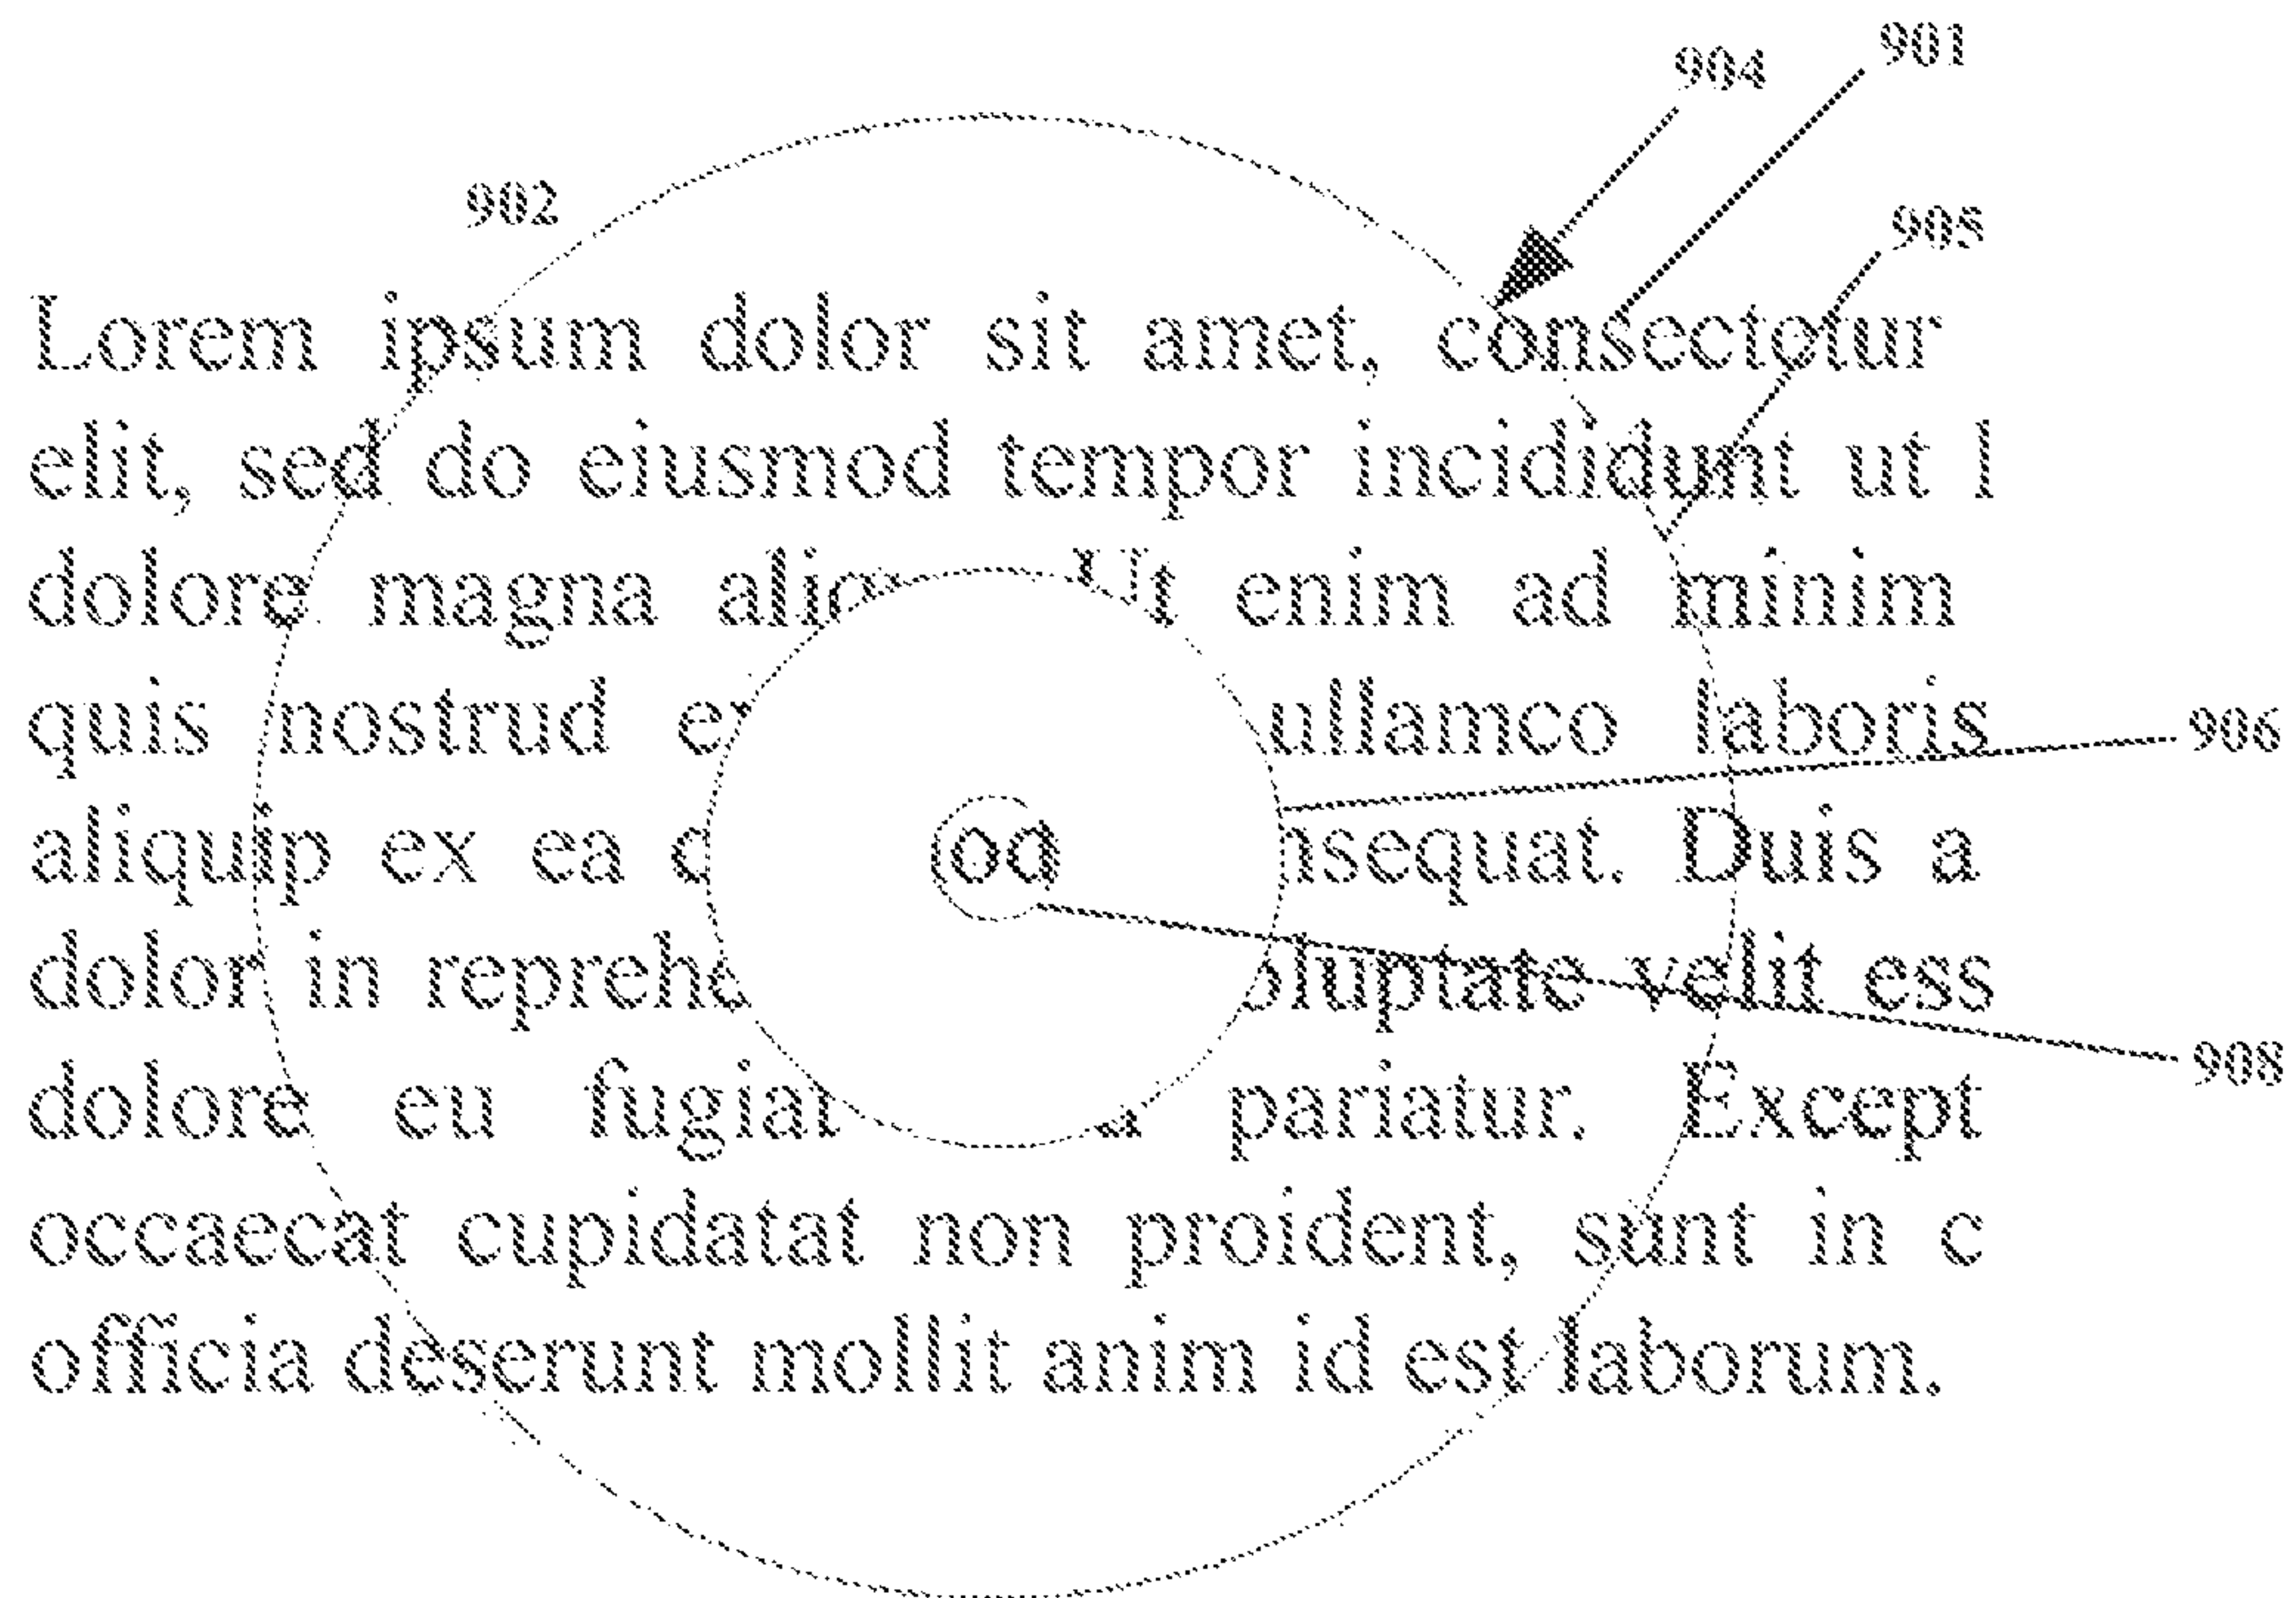 904 901
902 905
Lorem ipsum dolor sit amet, consectetur
elit, sed do eiusmod tempor incididunt ut l
dolore magna Ut enim ad minim
quis nostrud ullamco laboris
906
aliquip ex ea od nsequat. Duis a
dolor in reprehe oluptate velit ess
908
dolore eu fugiat pariatur. Except
occaecat cupidatat non proident, sunt in c
officia deserunt mollit anim id est laborum.